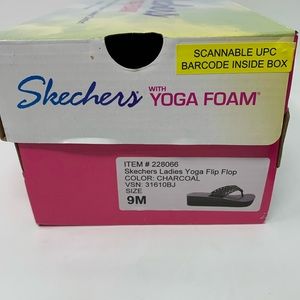 SCANNABLE UPC
BARCODE INSIDE BOX
Skechers WITH YOGA FOAM®
ITEM # 228066
Skechers Ladies Yoga Flip Flop
COLOR: CHARCOAL
VSN: 31610BJ
SIZE
9M